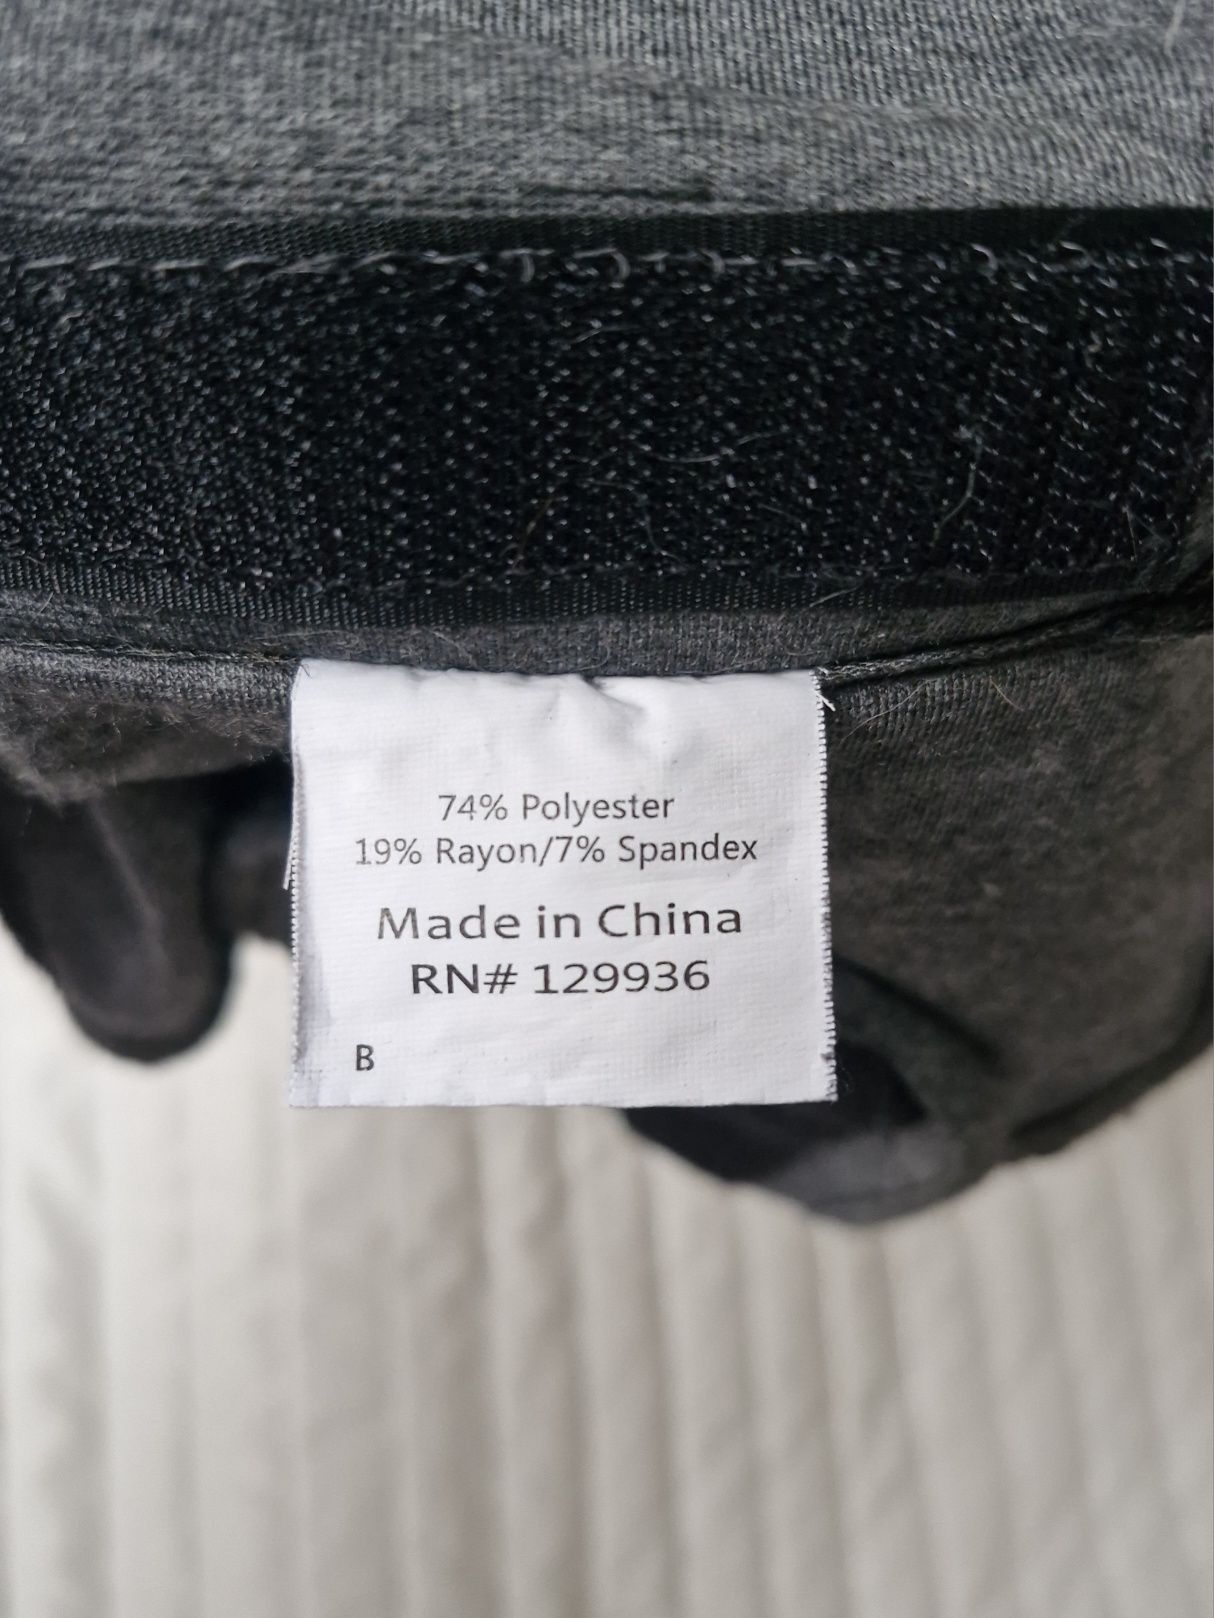 74% Polyester
19% Rayon/7% Spandex
Made in China
RN# 129936
B